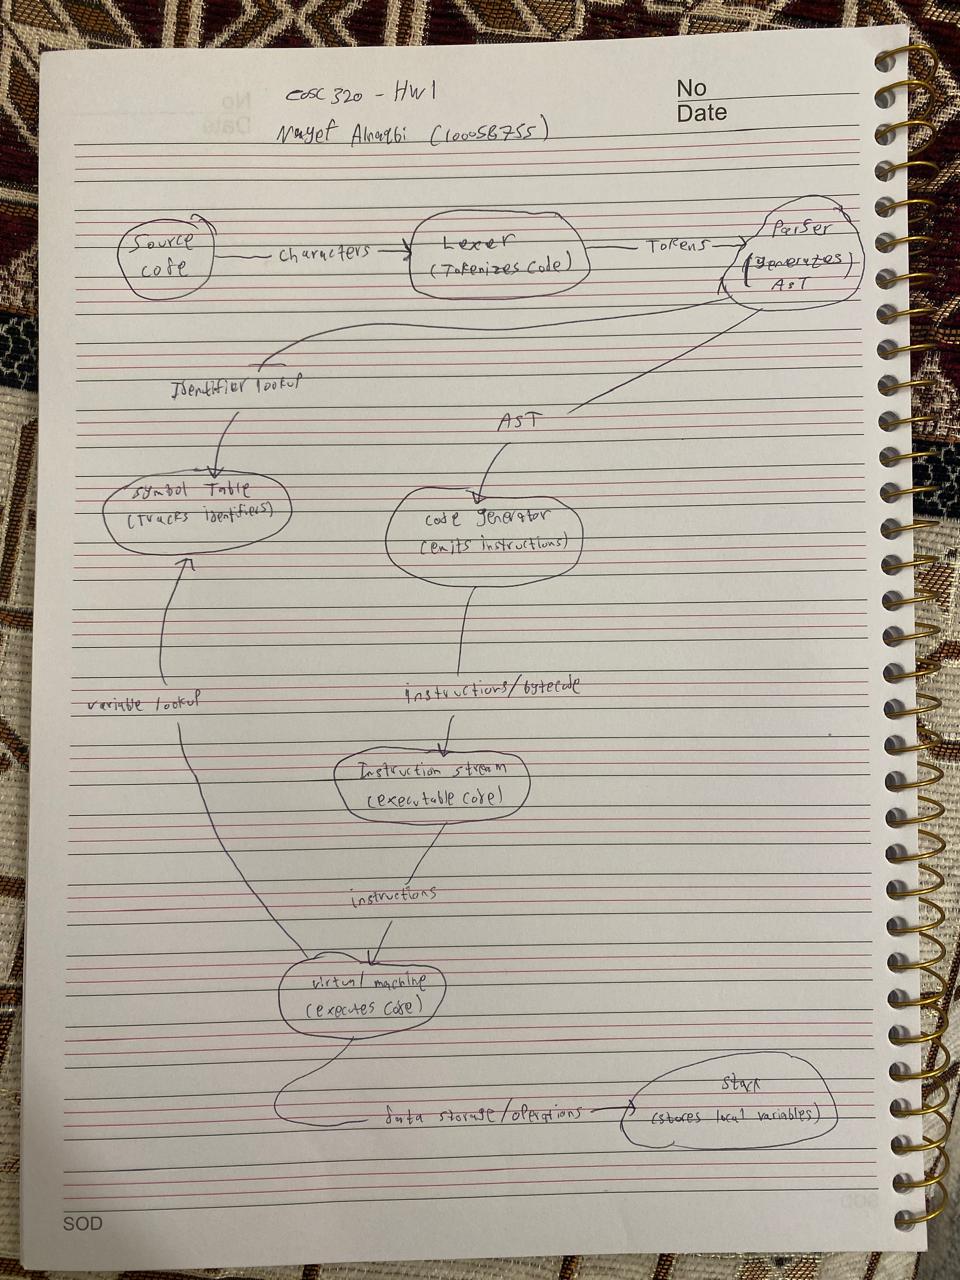 No
Date
COSC 320 - HW1
Nayef Alnaqbi (100058755)
Source
code
characters
Lexer
(Tokenizes Code)
Tokens
Parser
(generates)
AST
Identifier lookup
AST
Symbol Table
(Tracks identifiers)
code generator
(emits instructions)
variable lookup
instructions/bytecode
Instruction stream
(executable code)
instructions
virtual machine
(executes code)
data storage/operations
Stack
(stores local variables)
SOD